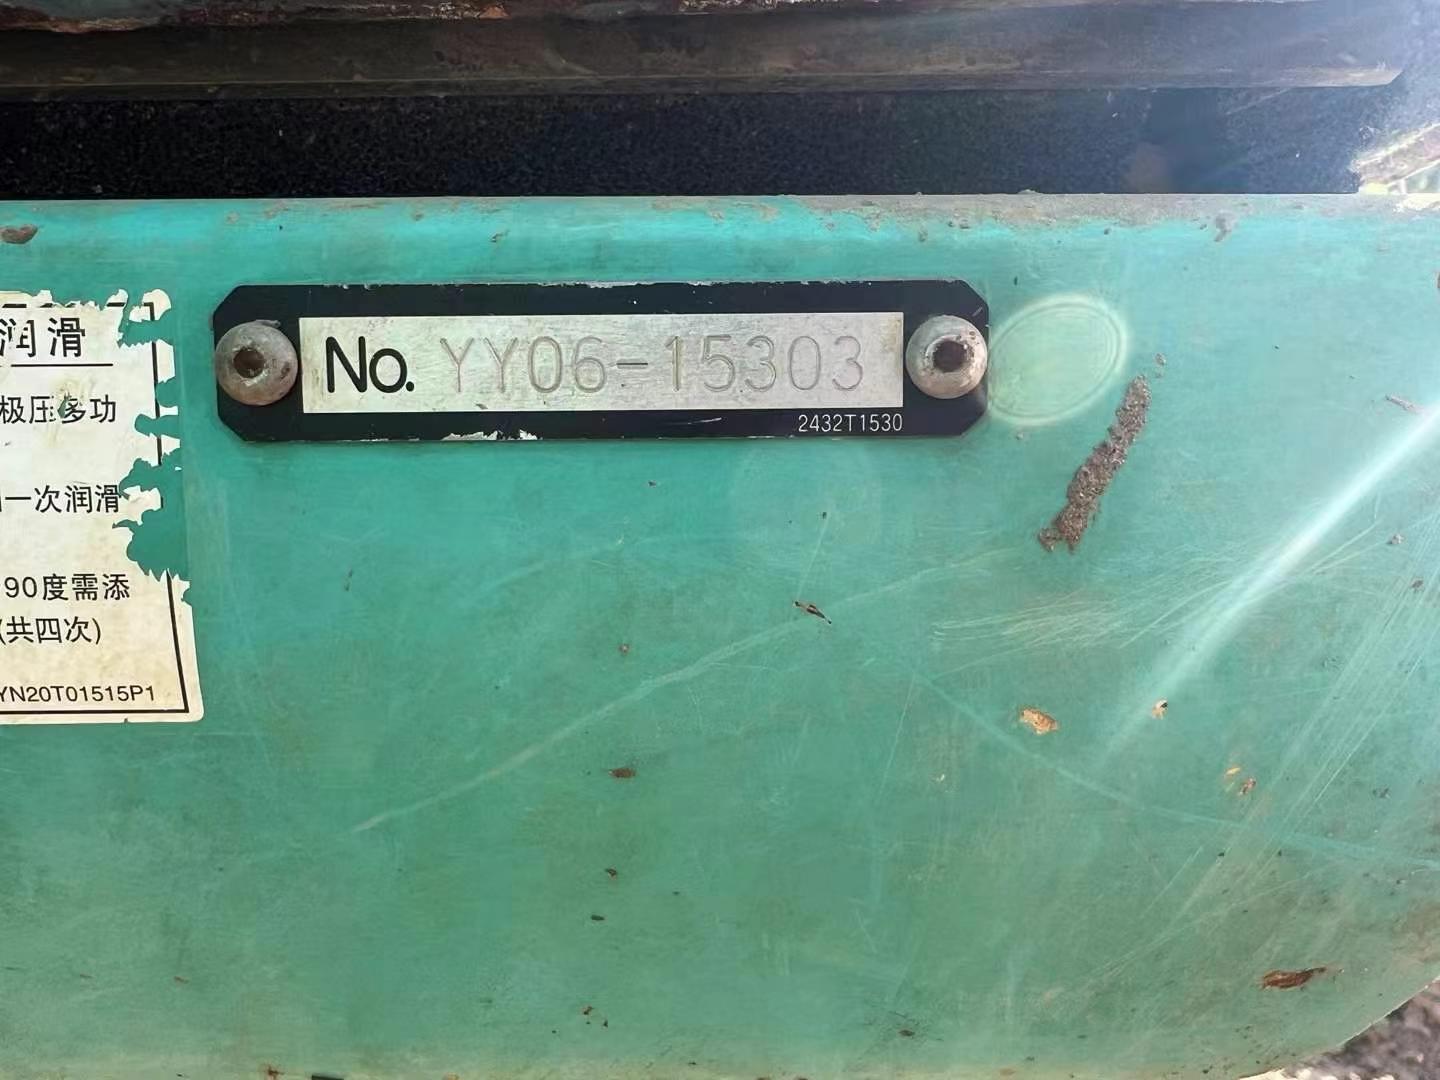 润滑
极压多功
一次润滑
90度需添
(共四次)
YN20T01515P1
No. YY06-15303
2432T1530